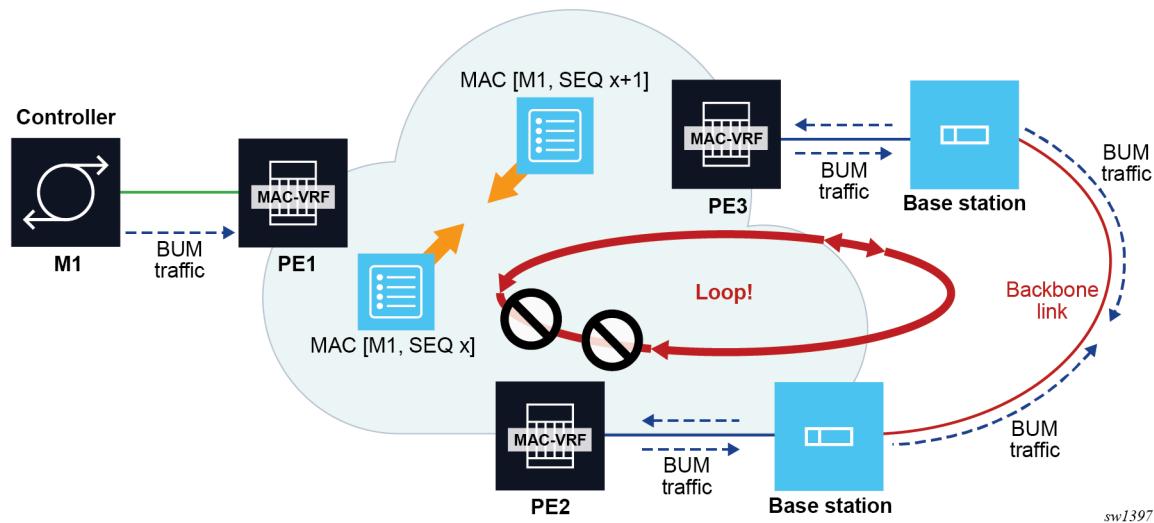 Controller
M1
BUM
traffic
MAC-VRF
PE1
MAC [M1, SEQ x+1]
MAC [M1, SEQ x]
MAC-VRF
PE3
BUM
traffic
Base station
BUM
traffic
Loop!
Backbone
link
MAC-VRF
PE2
BUM
traffic
Base station
BUM
traffic
sw1397